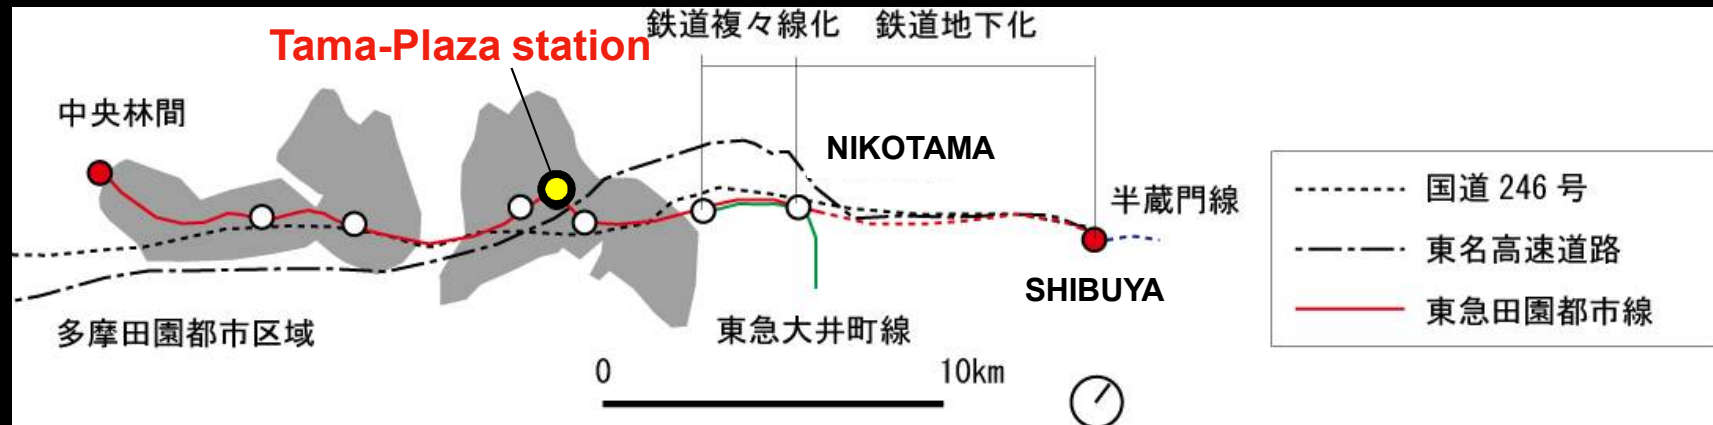 鉄道複々線化 鉄道地下化
Tama-Plaza station
中央林間
NIKOTAMA
半蔵門線
SHIBUYA
多摩田園都市区域
東急大井町線
0 10km
国道 246 号
東名高速道路
東急田園都市線